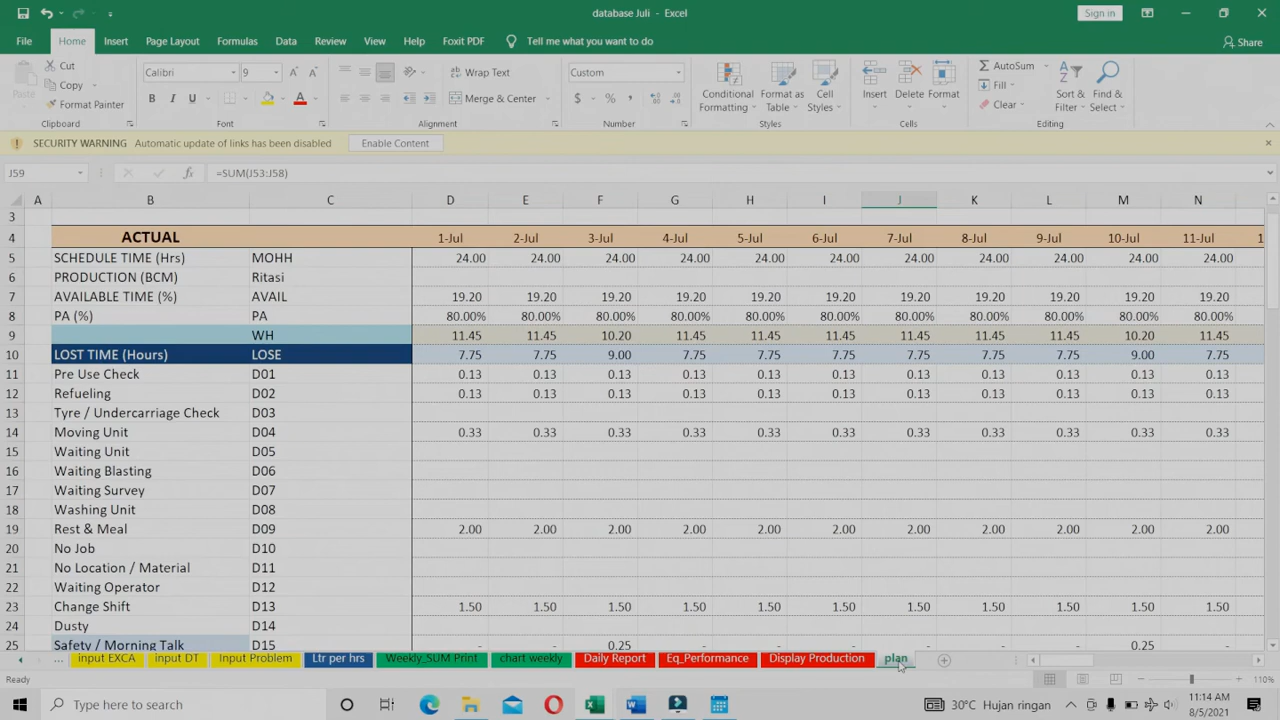 database Juli - Excel
Sign in
File Home Insert Page Layout Formulas Data Review View Help Foxit PDF Tell me what you want to do Share
Paste Cut Copy Format Painter Clipboard
Calibri 9 B I U A Font
Wrap Text Merge & Center Alignment
Custom $ % , Number
Conditional Formatting Format as Table Cell Styles Styles
Insert Delete Format Cells
AutoSum Fill Clear Sort & Filter Find & Select Editing
SECURITY WARNING Automatic update of links has been disabled Enable Content
J59 fx =SUM(J53:J58)
A B C D E F G H I J K L M N
3
4 ACTUAL 1-Jul 2-Jul 3-Jul 4-Jul 5-Jul 6-Jul 7-Jul 8-Jul 9-Jul 10-Jul 11-Jul 1
5 SCHEDULE TIME (Hrs) MOHH 24.00 24.00 24.00 24.00 24.00 24.00 24.00 24.00 24.00 24.00 24.00
6 PRODUCTION (BCM) Ritasi
7 AVAILABLE TIME (%) AVAIL 19.20 19.20 19.20 19.20 19.20 19.20 19.20 19.20 19.20 19.20 19.20
8 PA (%) PA 80.00% 80.00% 80.00% 80.00% 80.00% 80.00% 80.00% 80.00% 80.00% 80.00% 80.00%
9 WH 11.45 11.45 10.20 11.45 11.45 11.45 11.45 11.45 11.45 10.20 11.45
10 LOST TIME (Hours) LOSE 7.75 7.75 9.00 7.75 7.75 7.75 7.75 7.75 7.75 9.00 7.75
11 Pre Use Check D01 0.13 0.13 0.13 0.13 0.13 0.13 0.13 0.13 0.13 0.13 0.13
12 Refueling D02 0.13 0.13 0.13 0.13 0.13 0.13 0.13 0.13 0.13 0.13 0.13
13 Tyre / Undercarriage Check D03
14 Moving Unit D04 0.33 0.33 0.33 0.33 0.33 0.33 0.33 0.33 0.33 0.33 0.33
15 Waiting Unit D05
16 Waiting Blasting D06
17 Waiting Survey D07
18 Washing Unit D08
19 Rest & Meal D09 2.00 2.00 2.00 2.00 2.00 2.00 2.00 2.00 2.00 2.00 2.00
20 No Job D10
21 No Location / Material D11
22 Waiting Operator D12
23 Change Shift D13 1.50 1.50 1.50 1.50 1.50 1.50 1.50 1.50 1.50 1.50 1.50
24 Dusty D14
25 Safety / Morning Talk D15 - - 0.25 - - - - - - 0.25 -
... input EXCA input DT Input Problem Ltr per hrs Weekly_SUM Print chart weekly Daily Report Eq_Performance Display Production plan
Ready 110%
Type here to search 30°C Hujan ringan 11:14 AM
8/5/2021